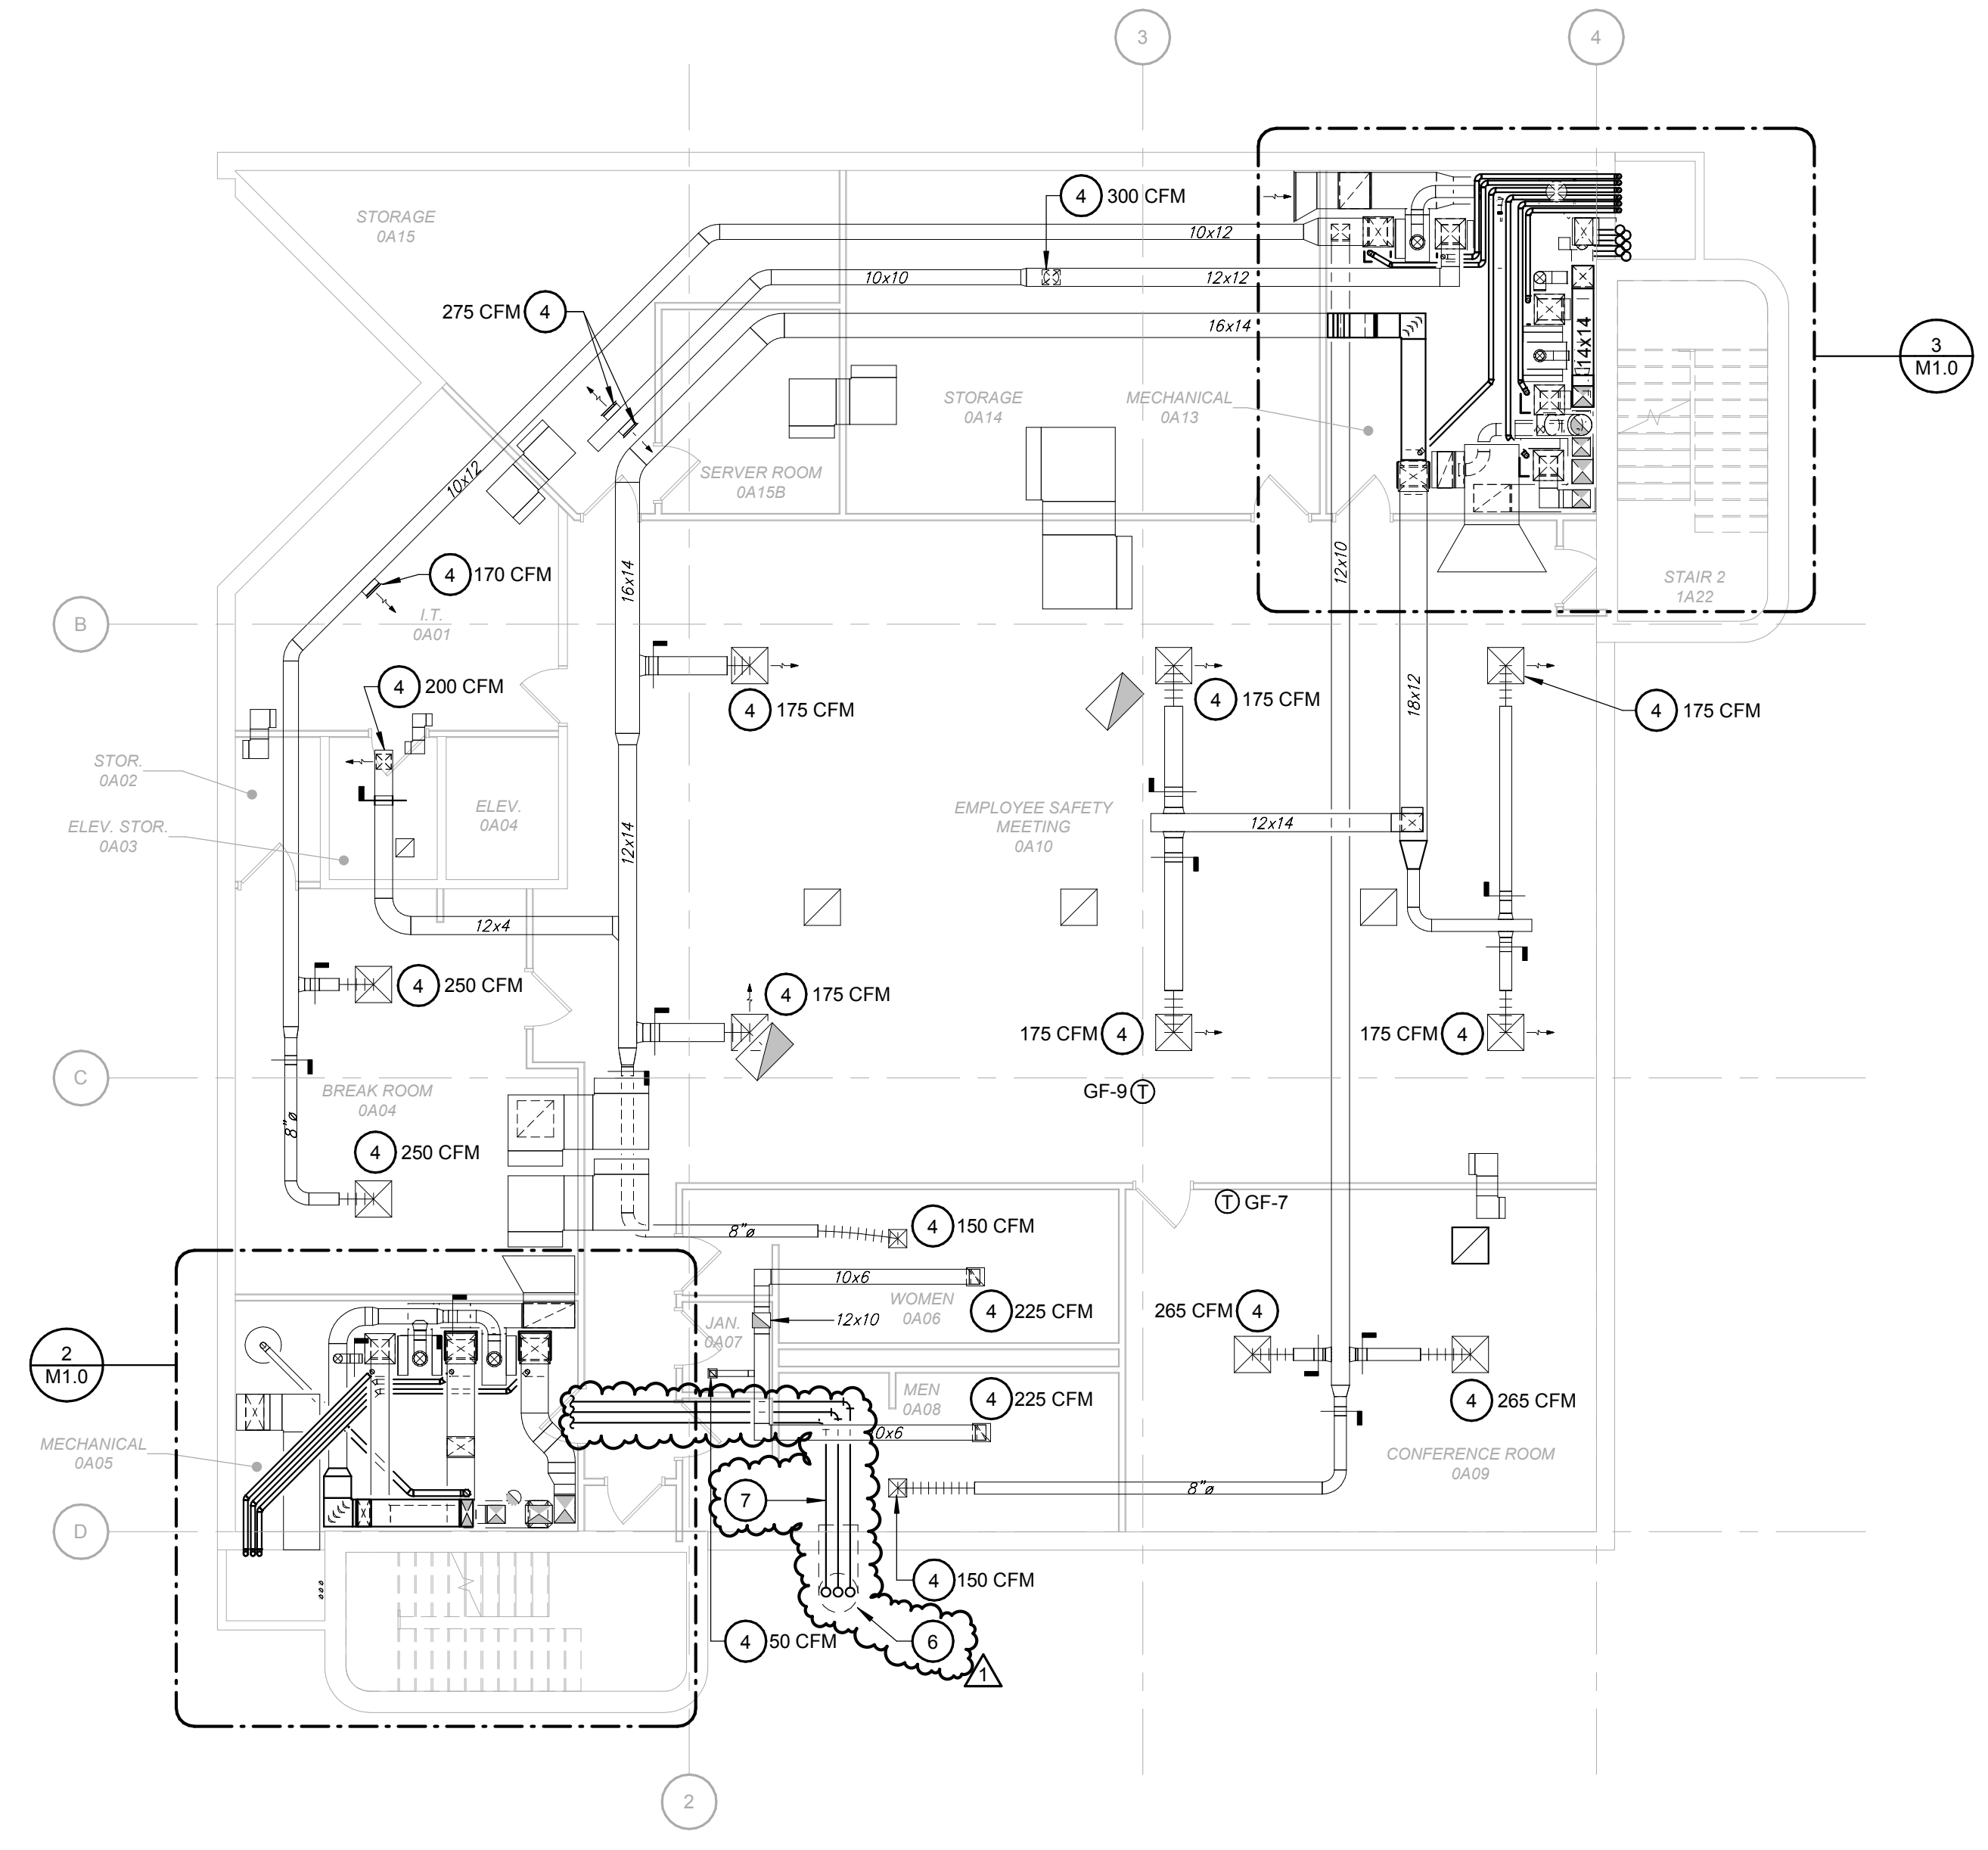 3
4
STORAGE
0A15
4 300 CFM
10x12
10x10
12x12
275 CFM 4
16x14
14x14
3
M1.0
STORAGE
0A14
MECHANICAL
0A13
SERVER ROOM
0A15B
10x12
4 170 CFM
16x14
12x10
STAIR 2
1A22
I.T.
0A01
B
4 200 CFM
4 175 CFM
4 175 CFM
18x12
4 175 CFM
STOR.
0A02
ELEV. STOR.
0A03
ELEV.
0A04
12x14
EMPLOYEE SAFETY
MEETING
0A10
12x14
12x4
4 250 CFM
4 175 CFM
175 CFM 4
175 CFM 4
C
GF-9 T
BREAK ROOM
0A04
8"ø
4 250 CFM
T GF-7
8"ø
4 150 CFM
10x6
WOMEN
0A06
4 225 CFM
JAN.
0A07
12x10
265 CFM 4
2
M1.0
MEN
0A08
4 225 CFM
4 265 CFM
0x6
MECHANICAL
0A05
CONFERENCE ROOM
0A09
8"ø
7
D
4 150 CFM
4 50 CFM
6
1
2